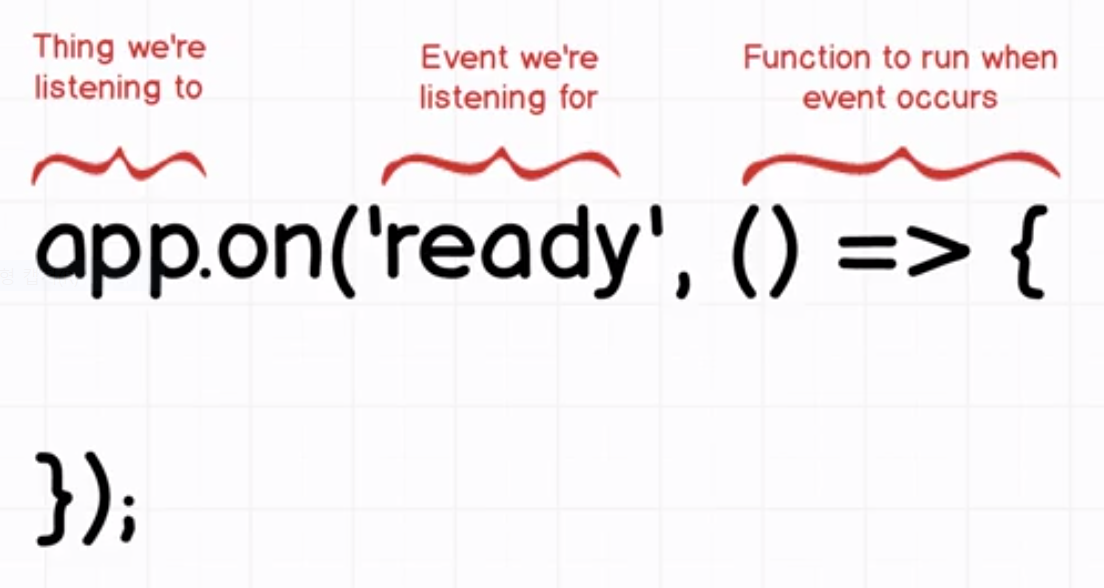 Thing we're
listening to
Event we're
listening for
Function to run when
event occurs
app.on('ready', () => {
});